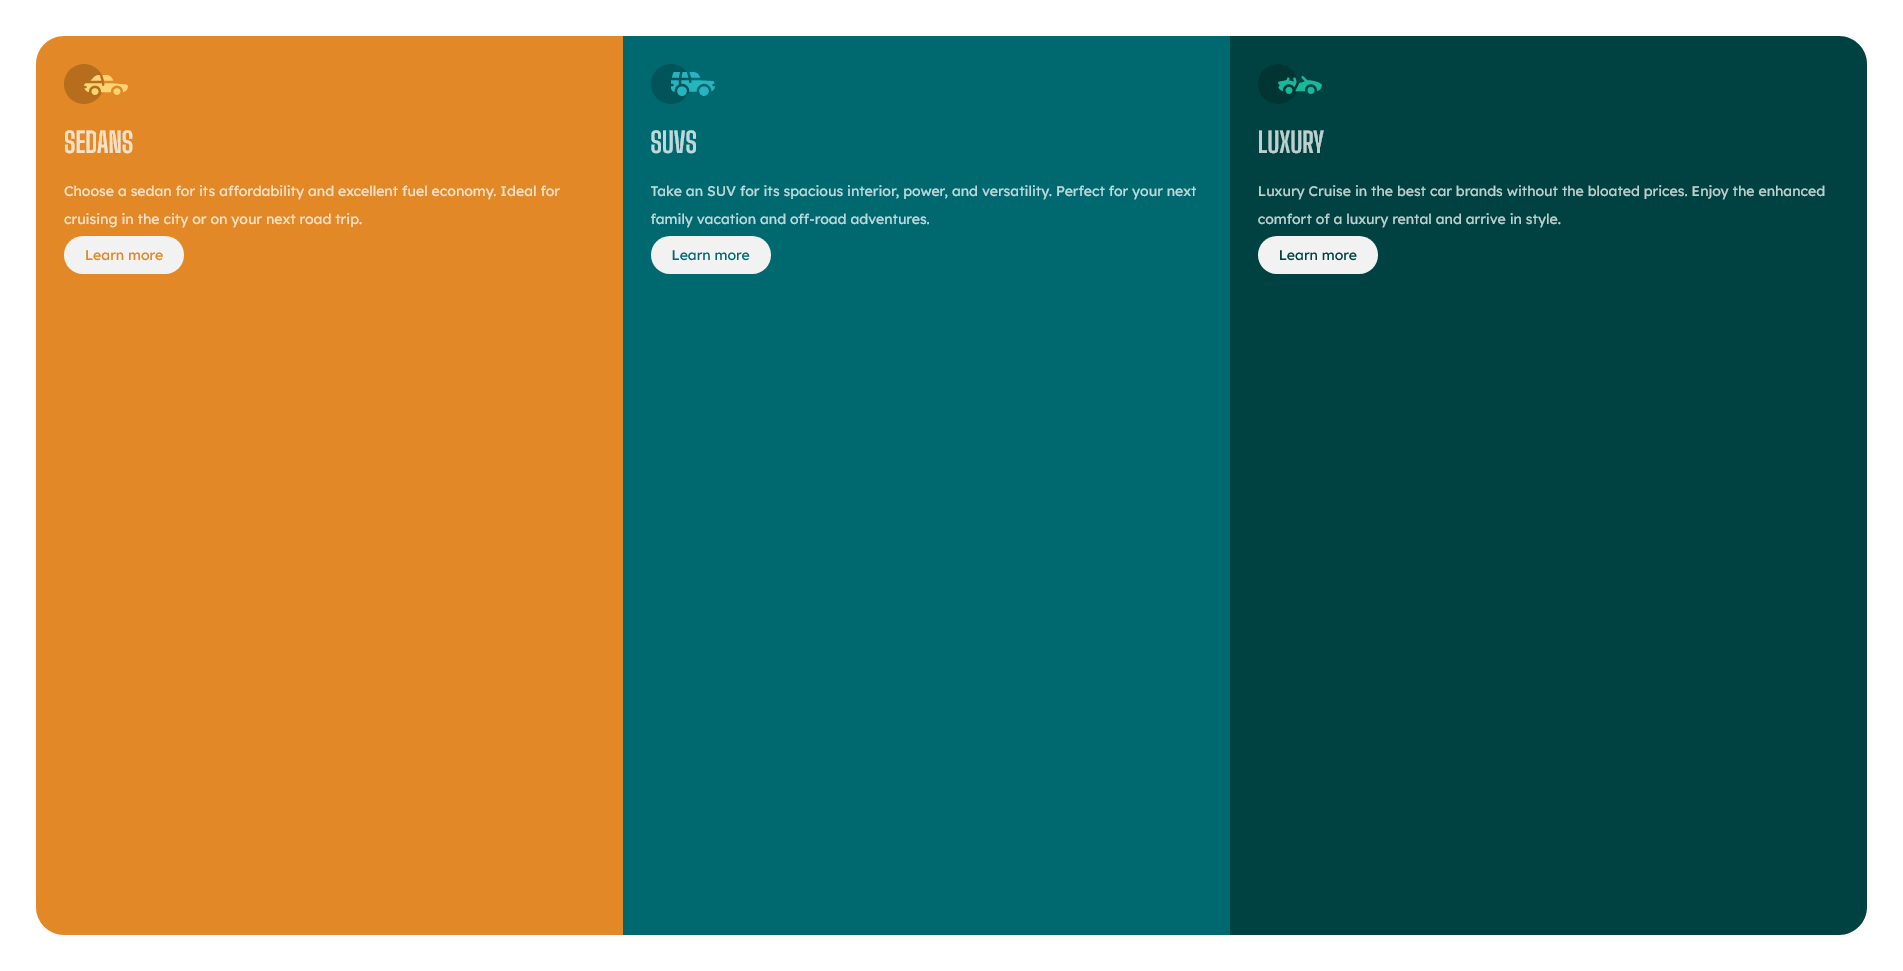 SEDANS
Choose a sedan for its affordability and excellent fuel economy. Ideal for
cruising in the city or on your next road trip.
Learn more
SUVS
Take an SUV for its spacious interior, power, and versatility. Perfect for your next
family vacation and off-road adventures.
Learn more
LUXURY
Luxury Cruise in the best car brands without the bloated prices. Enjoy the enhanced
comfort of a luxury rental and arrive in style.
Learn more